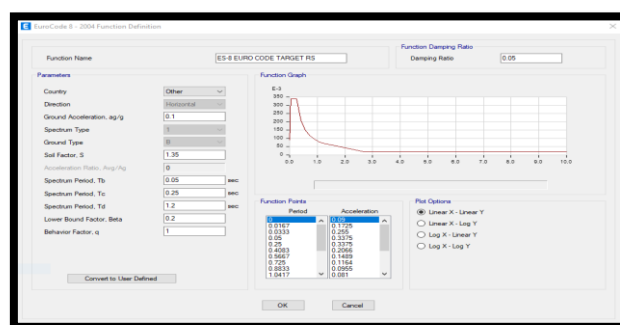 EuroCode 8 - 2004 Function Definition
Function Name
ES-8 EURO CODE TARGET RS
Function Damping Ratio
Damping Ratio
0.05
Parameters
Country
Other
Direction
Horizontal
Ground Acceleration, ag/g
0.1
Spectrum Type
1
Ground Type
B
Soil Factor, S
1.35
Acceleration Ratio, Avg/Ag
0
Spectrum Period, Tb
0.05
sec
Spectrum Period, Tc
0.25
sec
Spectrum Period, Td
1.2
sec
Lower Bound Factor, Beta
0.2
Behavior Factor, q
1
Convert to User Defined
Function Graph
E-3
350
300
250
200
150
100
50
0
0.0 1.0 2.0 3.0 4.0 5.0 6.0 7.0 8.0 9.0 10.0
Function Points
Period Acceleration
0 0.09
0.0167 0.1725
0.0333 0.255
0.05 0.3375
0.25 0.3375
0.4083 0.2066
0.5667 0.1489
0.725 0.1164
0.8833 0.0955
1.0417 0.081
Plot Options
Linear X - Linear Y
Linear X - Log Y
Log X - Linear Y
Log X - Log Y
OK
Cancel